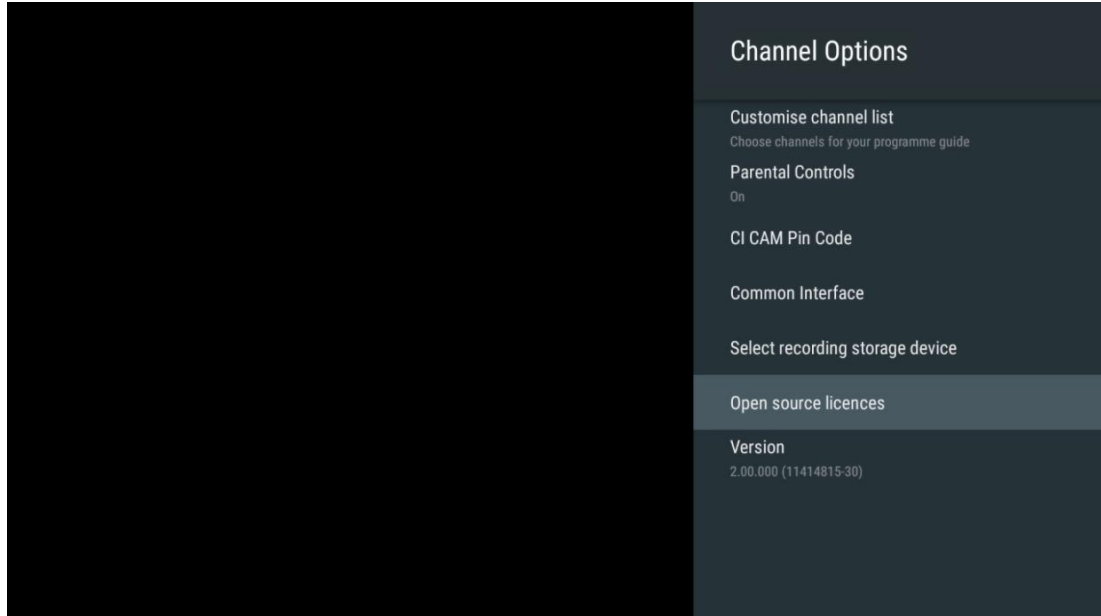 Channel Options
Customise channel list
Choose channels for your programme guide
Parental Controls
On
CI CAM Pin Code
Common Interface
Select recording storage device
Open source licences
Version
2.00.000 (11414815-30)